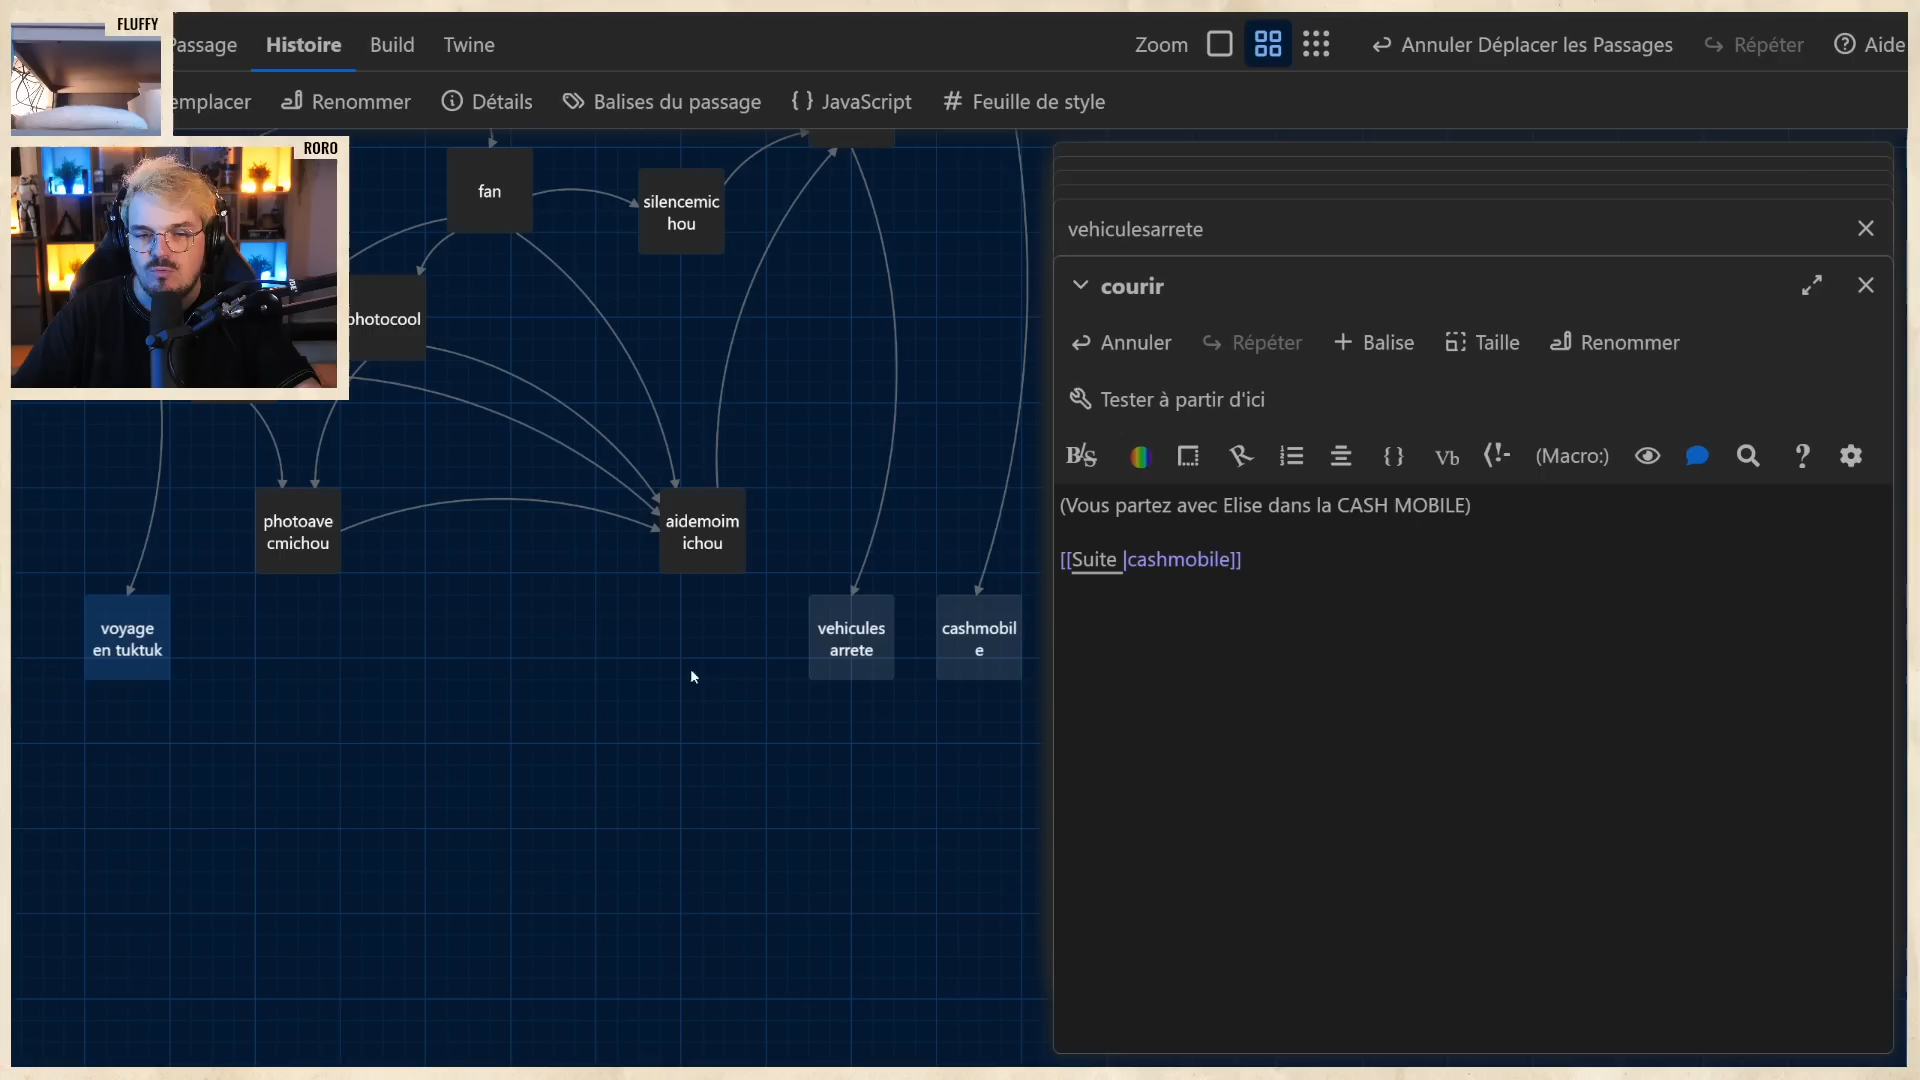 FLUFFY
RORO
Passage
Histoire
Build
Twine
Zoom
Annuler Déplacer les Passages
Répéter
Aide
emplacer
Renommer
Détails
Balises du passage
{ } JavaScript
# Feuille de style
fan
silencemic
hou
photocool
photoave
cmichou
aidemoim
ichou
voyage
en tuktuk
vehicules
arrete
cashmobil
e
vehiculesarrete
courir
Annuler
Répéter
+ Balise
Taille
Renommer
Tester à partir d'ici
(Macro:)
(Vous partez avec Elise dans la CASH MOBILE)
[[Suite |cashmobile]]